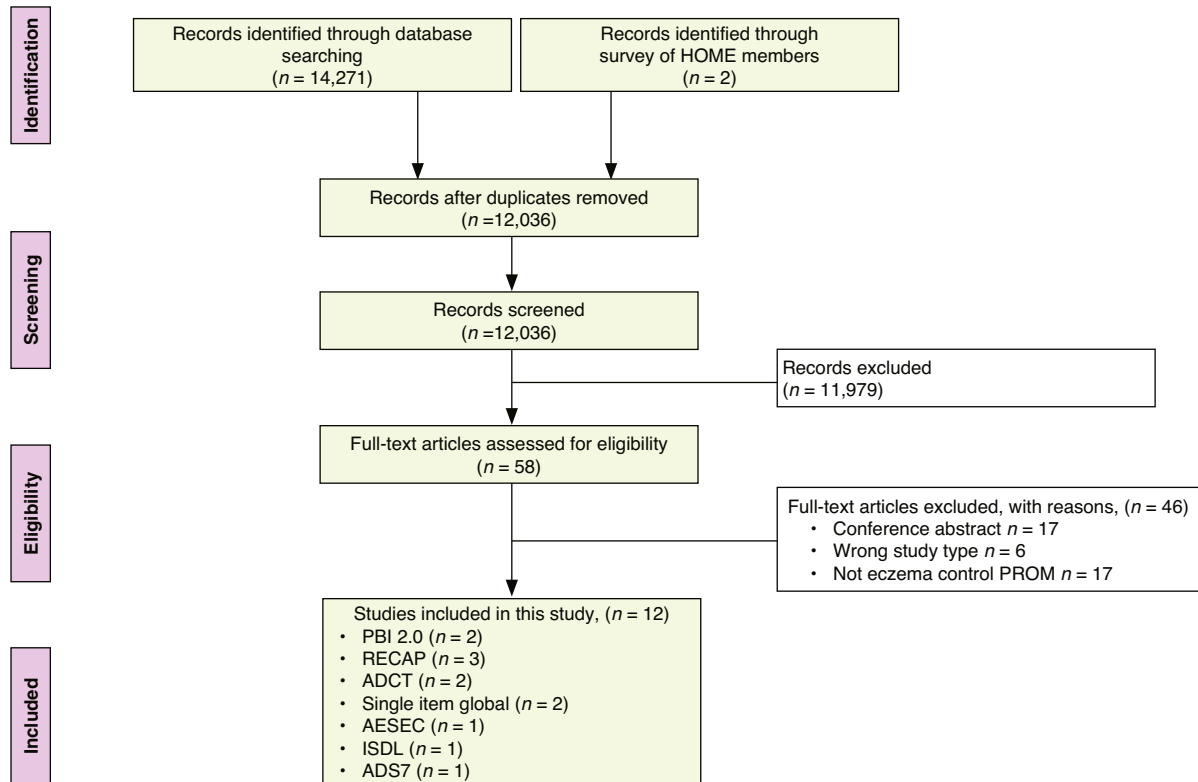 Identification
Records identified through database
searching
(n = 14,271)
Records identified through
survey of HOME members
(n = 2)
Records after duplicates removed
(n =12,036)
Screening
Records screened
(n =12,036)
Records excluded
(n = 11,979)
Eligibility
Full-text articles assessed for eligibility
(n = 58)
Full-text articles excluded, with reasons, (n = 46)
• Conference abstract n = 17
• Wrong study type n = 6
• Not eczema control PROM n = 17
Included
Studies included in this study, (n = 12)
• PBI 2.0 (n = 2)
• RECAP (n = 3)
• ADCT (n = 2)
• Single item global (n = 2)
• AESEC (n = 1)
• ISDL (n = 1)
• ADS7 (n = 1)